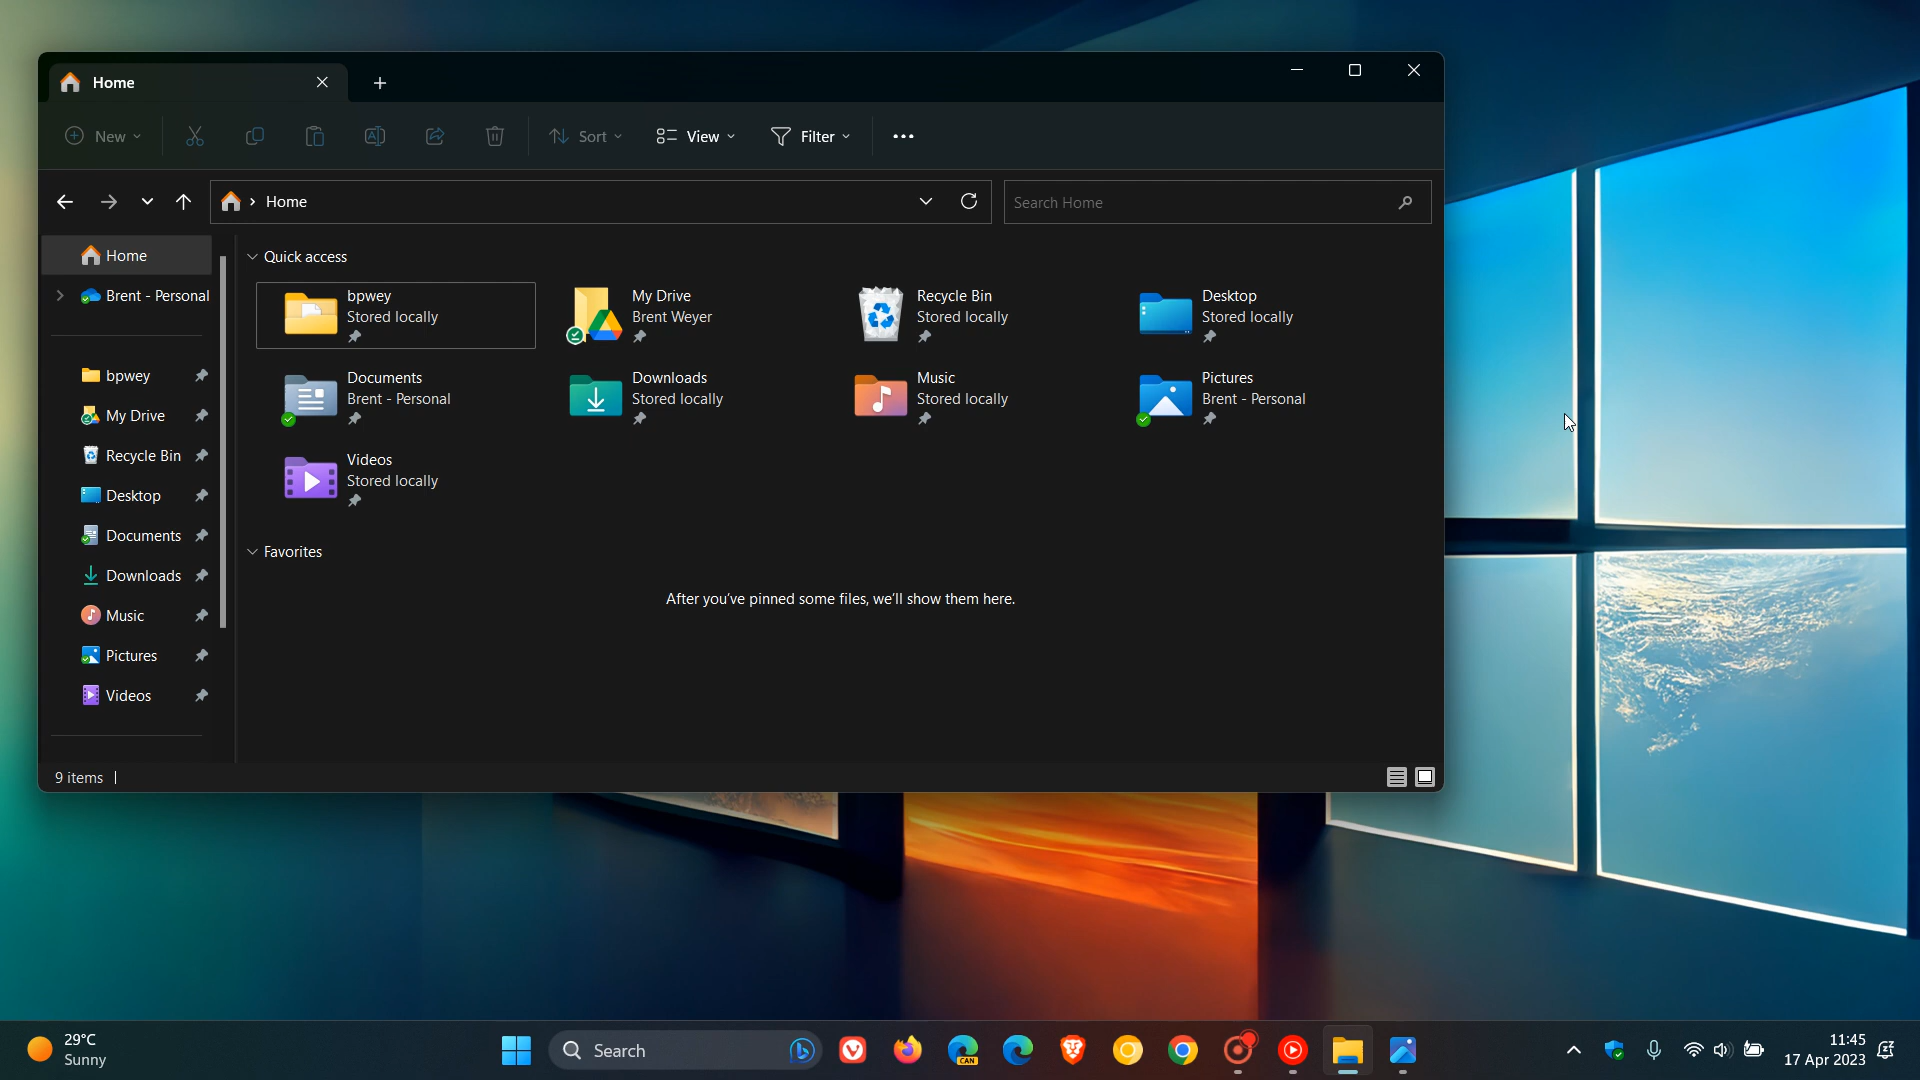 Home
New
Sort
View
Filter
Home
Search Home
Home
Brent - Personal
bpwey
My Drive
Recycle Bin
Desktop
Documents
Downloads
Music
Pictures
Videos
Quick access
bpwey
Stored locally
My Drive
Brent Weyer
Recycle Bin
Stored locally
Desktop
Stored locally
Documents
Brent - Personal
Downloads
Stored locally
Music
Stored locally
Pictures
Brent - Personal
Videos
Stored locally
Favorites
After you've pinned some files, we'll show them here.
9 items
29°C
Sunny
Search
CAN
11:45
17 Apr 2023